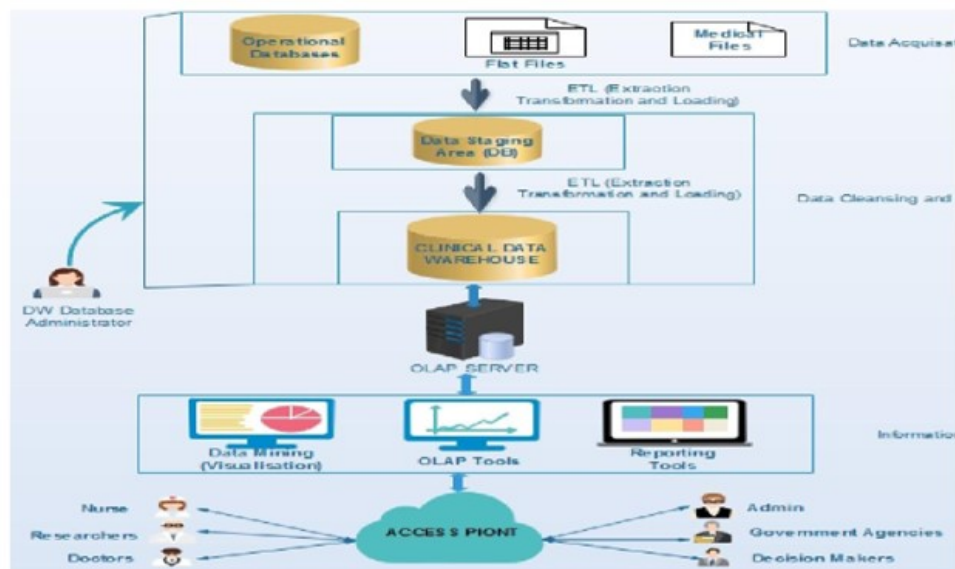 Operational
Databases
Flat Files
Medical
Files
Data
ETL (Extraction
Transformation and Loading)
Data Staging
Area (DB)
ETL (Extraction
Transformation and Loading)
Data Cleansing and
CLINICAL DATA
WAREHOUSE
DW Database
Administrator
OLAP SERVER
Data Mining
(Visualisation)
OLAP Tools
Reporting
Tools
Information
Nurse
Researchers
Doctors
ACCESS PIONT
Admin
Government Agencies
Decision Makers